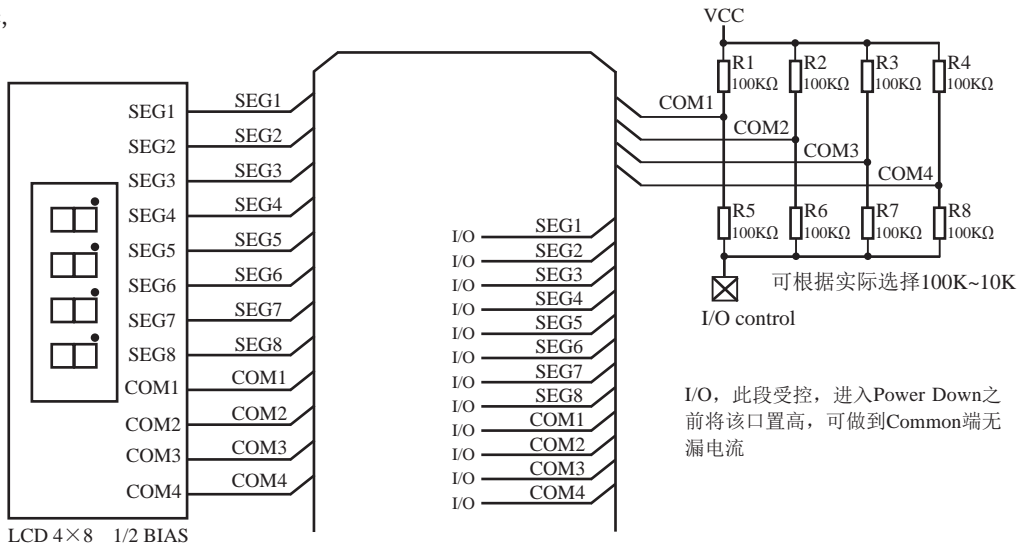 ,
VCC
R1
100KΩ
R2
100KΩ
R3
100KΩ
R4
100KΩ
COM1
COM2
COM3
COM4
R5
100KΩ
R6
100KΩ
R7
100KΩ
R8
100KΩ
可根据实际选择100K~10K
I/O control
I/O，此段受控，进入Power Down之
前将该口置高，可做到Common端无
漏电流
SEG1 SEG1
SEG2 SEG2
SEG3 SEG3
SEG4 SEG4
SEG5 SEG5
SEG6 SEG6
SEG7 SEG7
SEG8 SEG8
COM1 COM1
COM2 COM2
COM3 COM3
COM4 COM4
LCD 4×8 1/2 BIAS
I/O SEG1
I/O SEG2
I/O SEG3
I/O SEG4
I/O SEG5
I/O SEG6
I/O SEG7
I/O SEG8
I/O COM1
I/O COM2
I/O COM3
I/O COM4